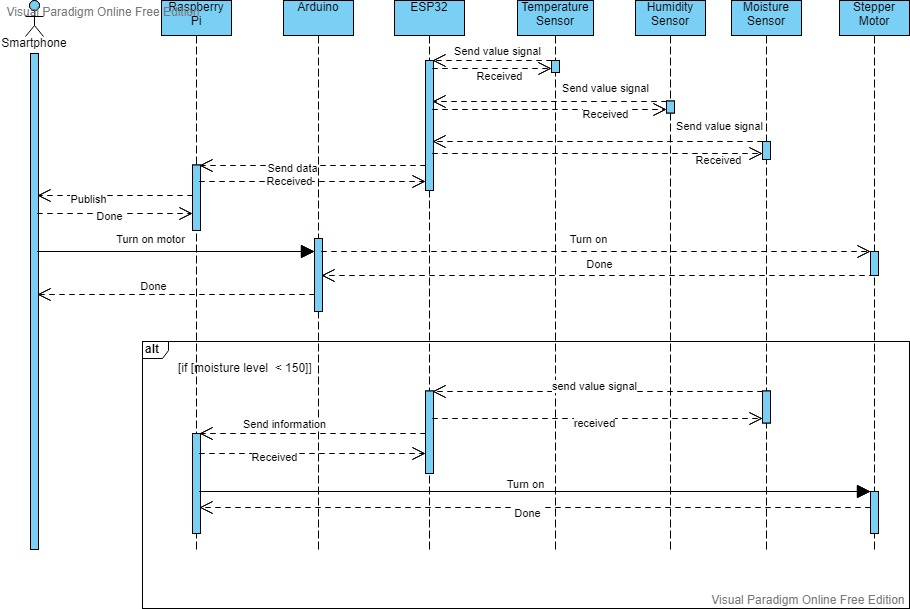 Visual Paradigm Online Free Edition
Smartphone
Raspberry
Pi
Arduino
ESP32
Temperature
Sensor
Humidity
Sensor
Moisture
Sensor
Stepper
Motor
Send value signal
Received
Send value signal
Received
Send value signal
Received
Send data
Received
Publish
Done
Turn on motor
Turn on
Done
Done
alt
[if [moisture level < 150]]
send value signal
received
Send information
Received
Turn on
Done
Visual Paradigm Online Free Edition